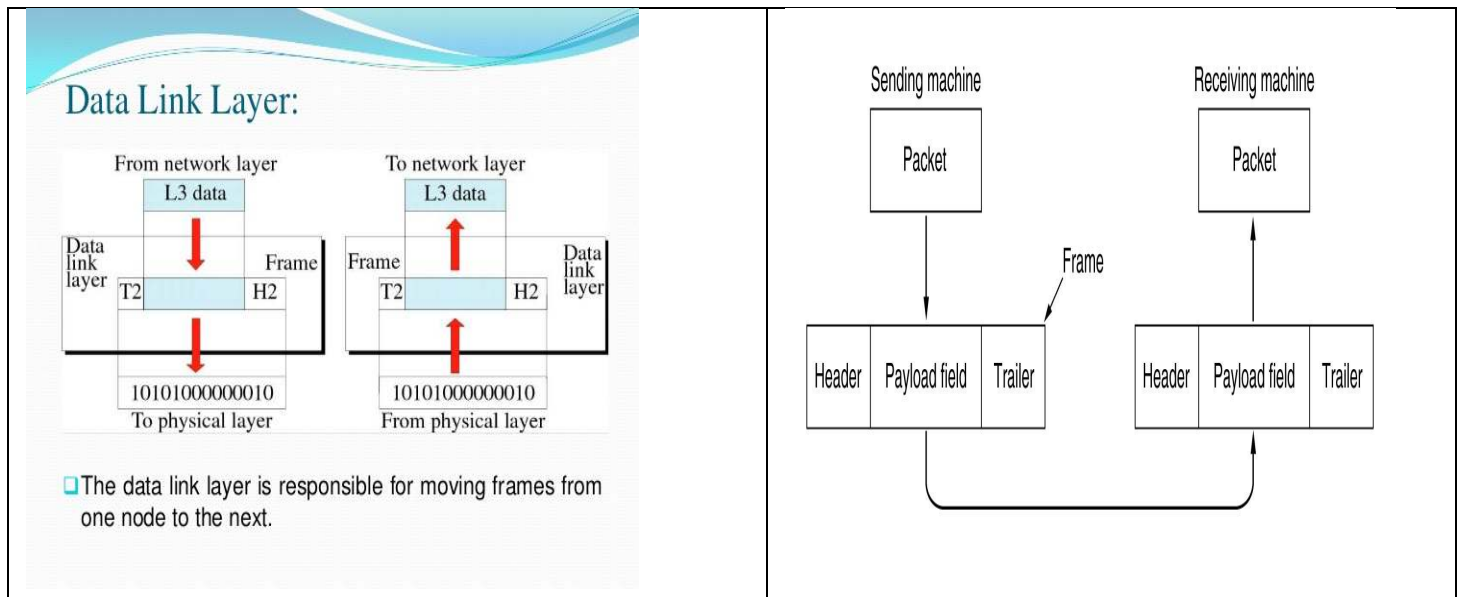 Data Link Layer:
From network layer
L3 data
Data
link
layer
Frame
T2
H2
10101000000010
To physical layer
To network layer
L3 data
Frame
Data
link
layer
T2
H2
10101000000010
From physical layer
The data link layer is responsible for moving frames from
one node to the next.
Sending machine
Receiving machine
Packet
Packet
Frame
Header
Payload field
Trailer
Header
Payload field
Trailer